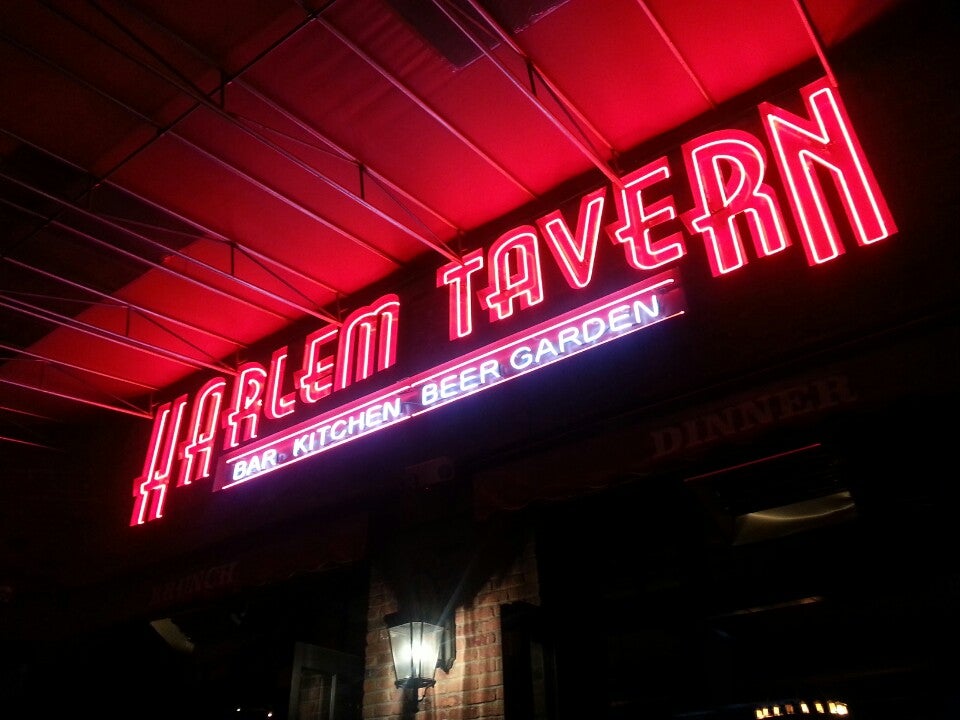 HARLEM TAVERN
BAR. KITCHEN. BEER GARDEN
DINNER
BRUNCH